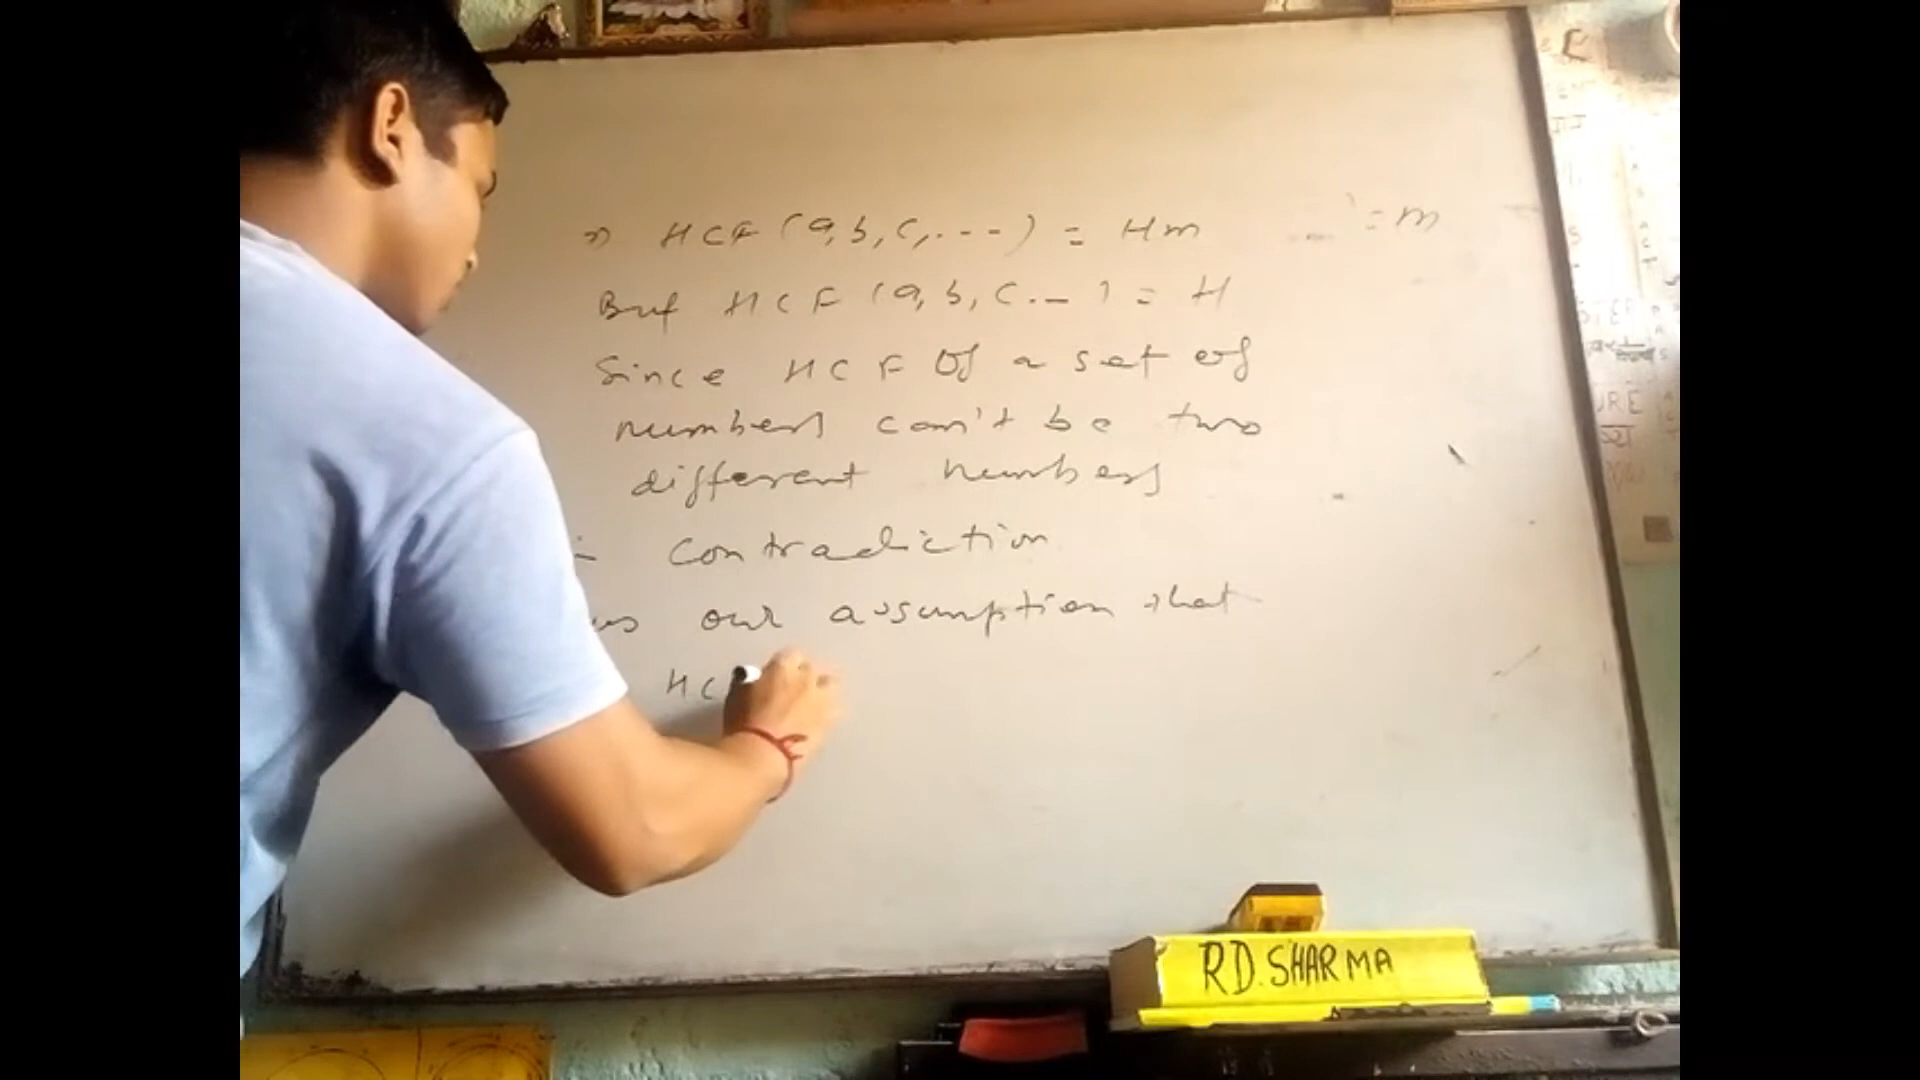 HCF (a, b, c, ...) = Hm = m
But HCF (a, b, c ...) = H
Since HCF of a set of
numbers can't be two
different numbers
contradiction
our assumption that
HC
RD. SHARMA